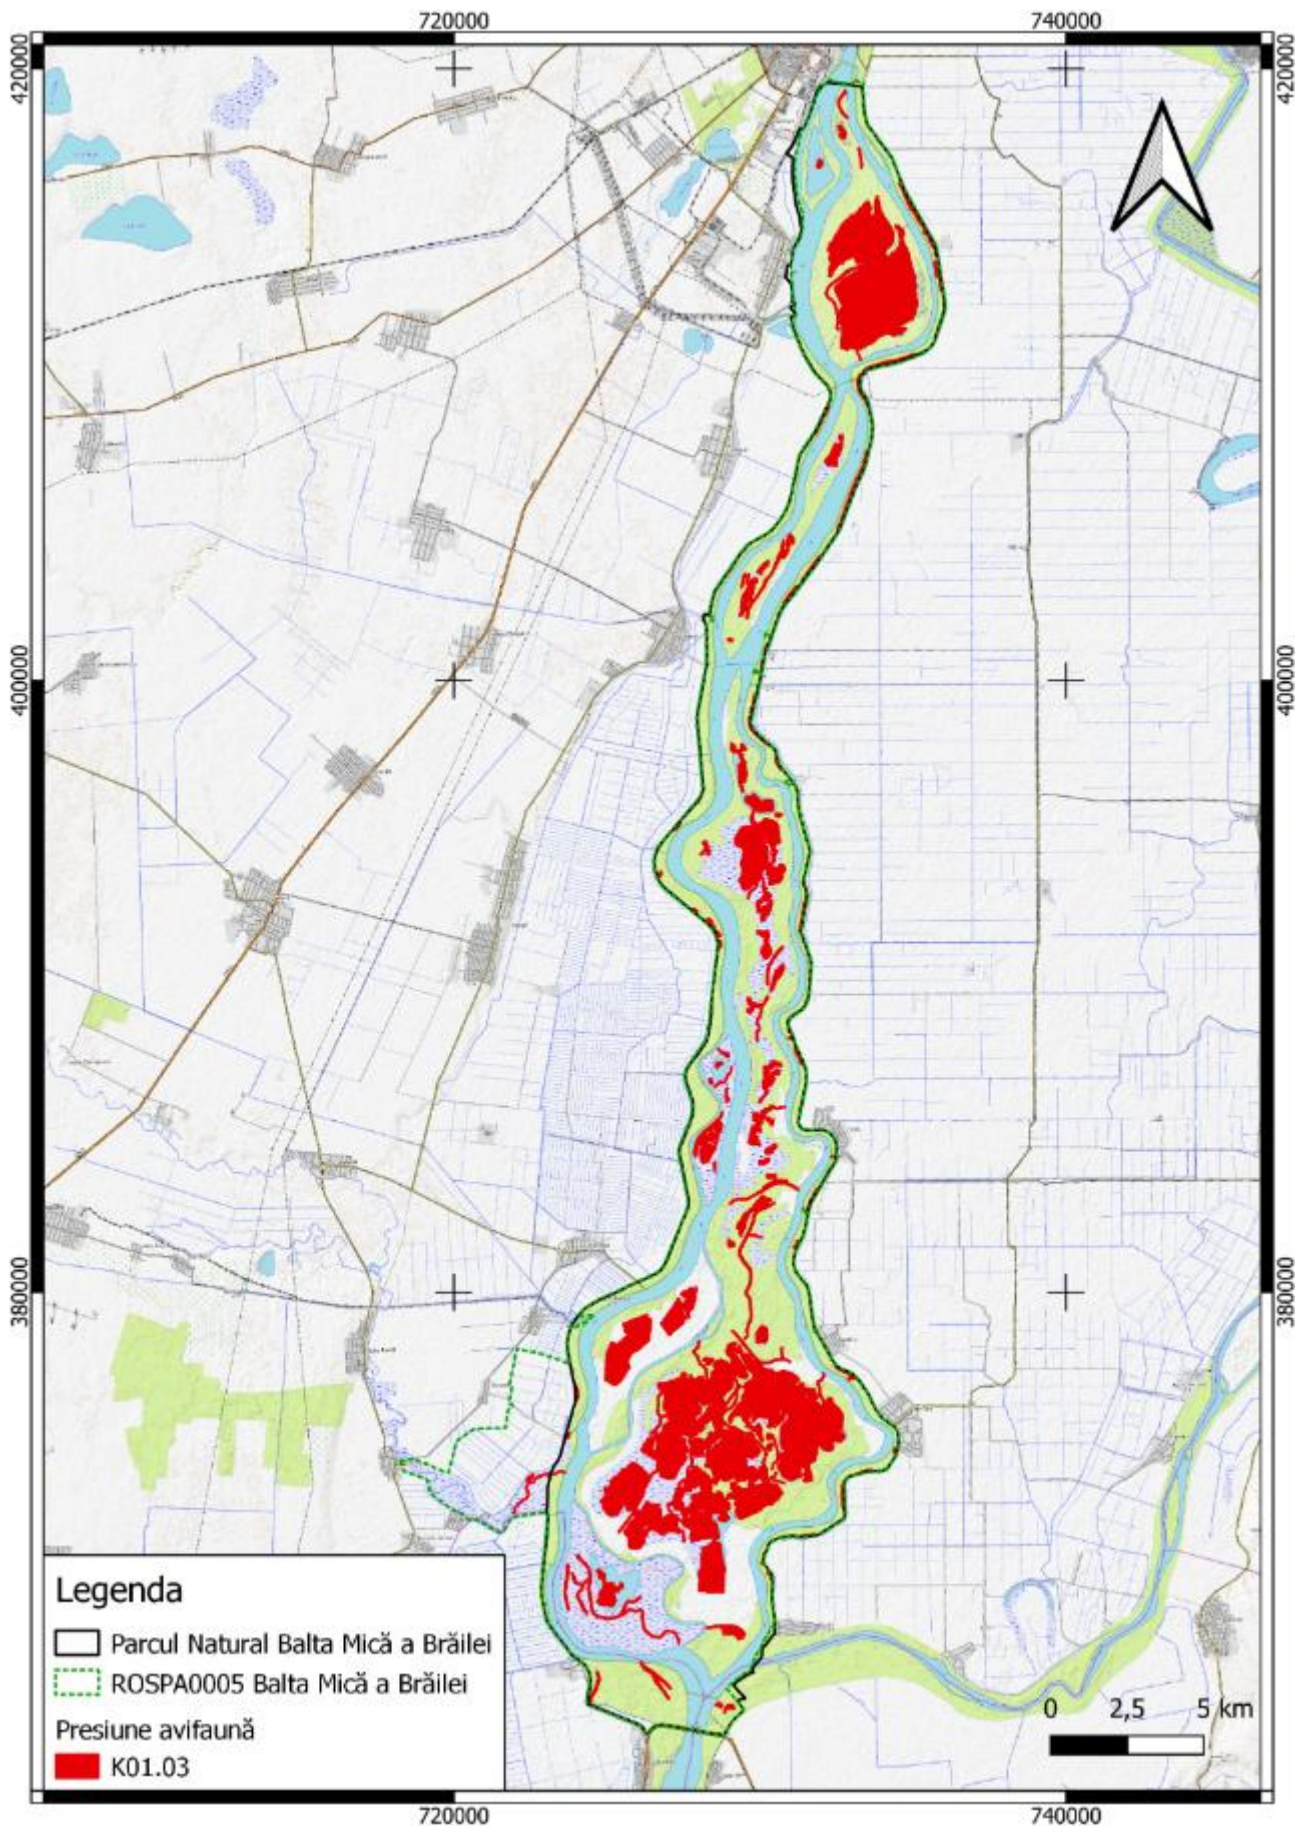 720000
740000
420000
420000
400000
400000
380000
380000
Legenda
Parcul Natural Balta Mică a Brăilei
ROSPA0005 Balta Mică a Brăilei
Presiune avifaună
K01.03
0 2,5 5 km
720000
740000